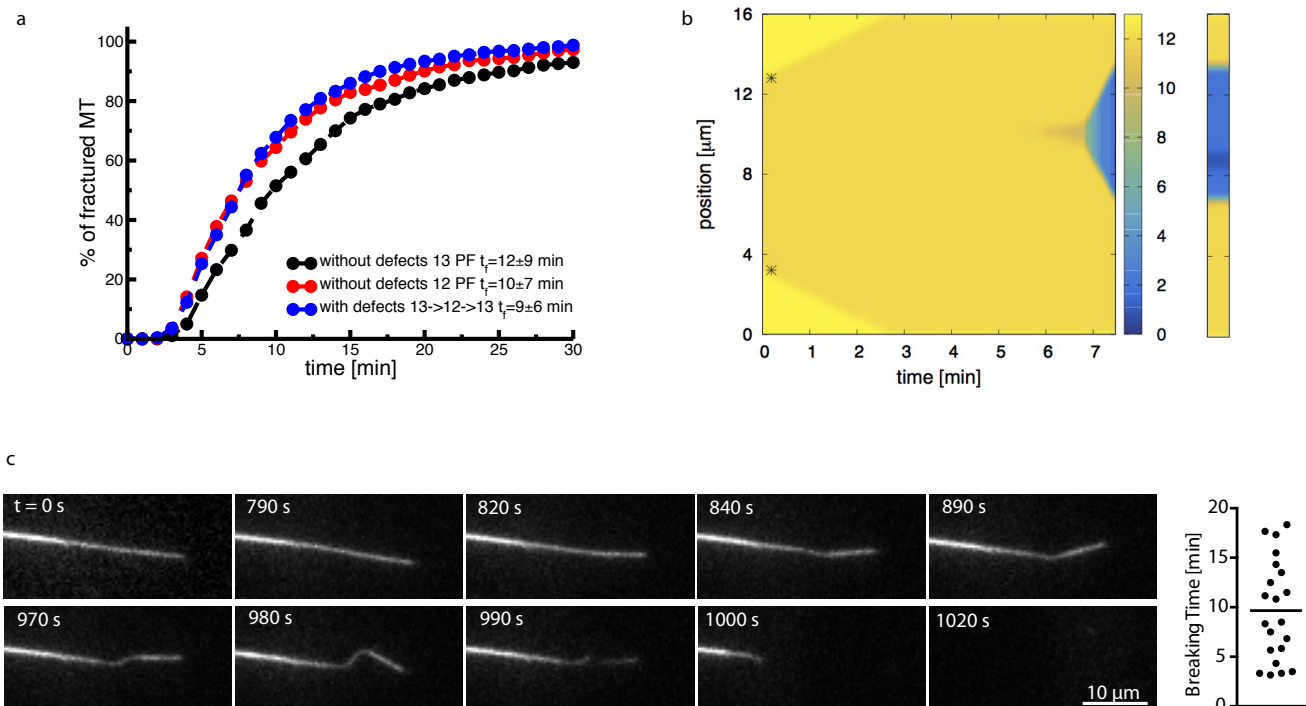 a
% of fractured MT
100
80
60
40
20
0
0 5 10 15 20 25 30
time [min]
without defects 13 PF t_f=12±9 min
without defects 12 PF t_f=10±7 min
with defects 13->12->13 t_f=9±6 min
b
position [μm]
16
12
8
4
0
0 1 2 3 4 5 6 7
time [min]
12
10
8
6
4
2
0
c
t = 0 s
790 s
820 s
840 s
890 s
970 s
980 s
990 s
1000 s
1020 s
10 μm
Breaking Time [min]
20
15
10
5
0